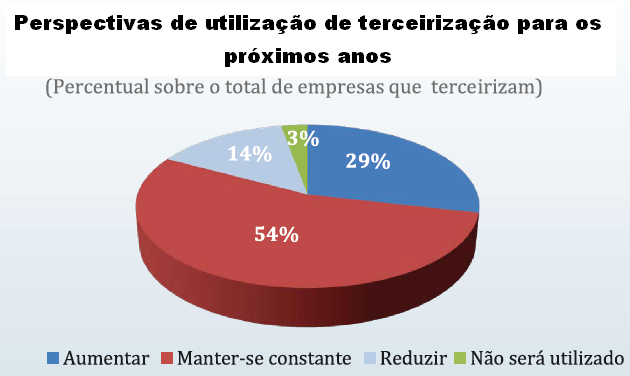 Perspectivas de utilização de terceirização para os
próximos anos
(Percentual sobre o total de empresas que terceirizam)
3%
14%
29%
54%
Aumentar Manter-se constante Reduzir Não será utilizado